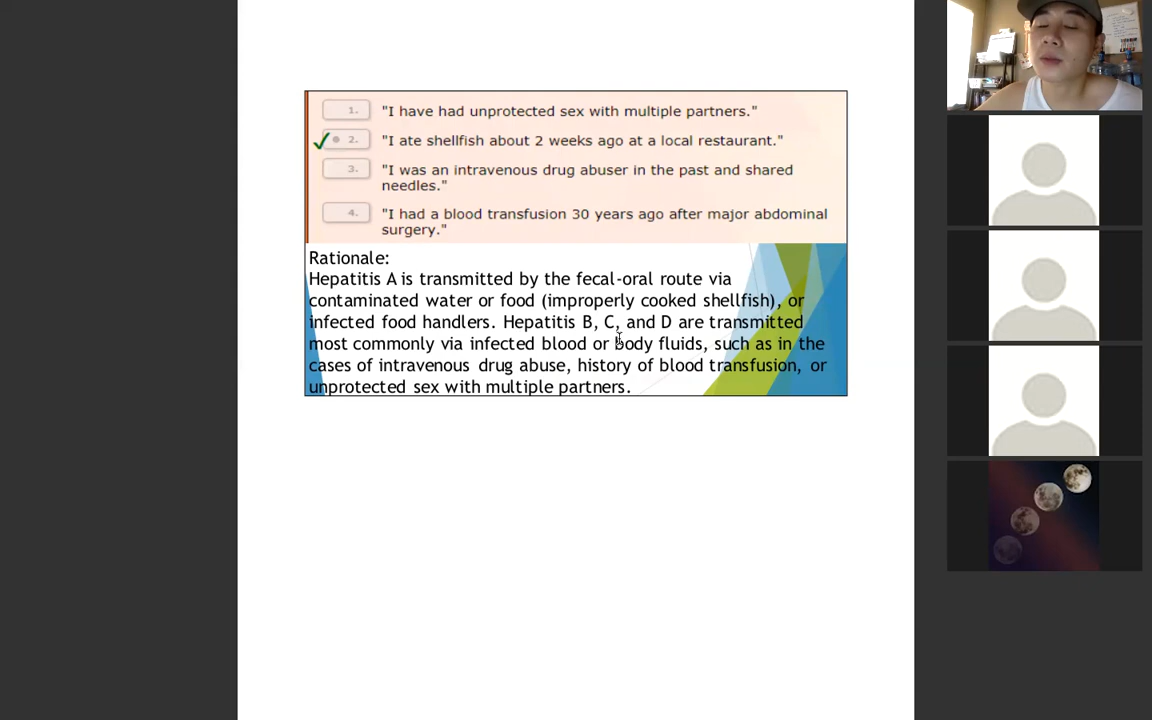 1. "I have had unprotected sex with multiple partners."
2. "I ate shellfish about 2 weeks ago at a local restaurant."
3. "I was an intravenous drug abuser in the past and shared
needles."
4. "I had a blood transfusion 30 years ago after major abdominal
surgery."
Rationale:
Hepatitis A is transmitted by the fecal-oral route via
contaminated water or food (improperly cooked shellfish), or
infected food handlers. Hepatitis B, C, and D are transmitted
most commonly via infected blood or body fluids, such as in the
cases of intravenous drug abuse, history of blood transfusion, or
unprotected sex with multiple partners.